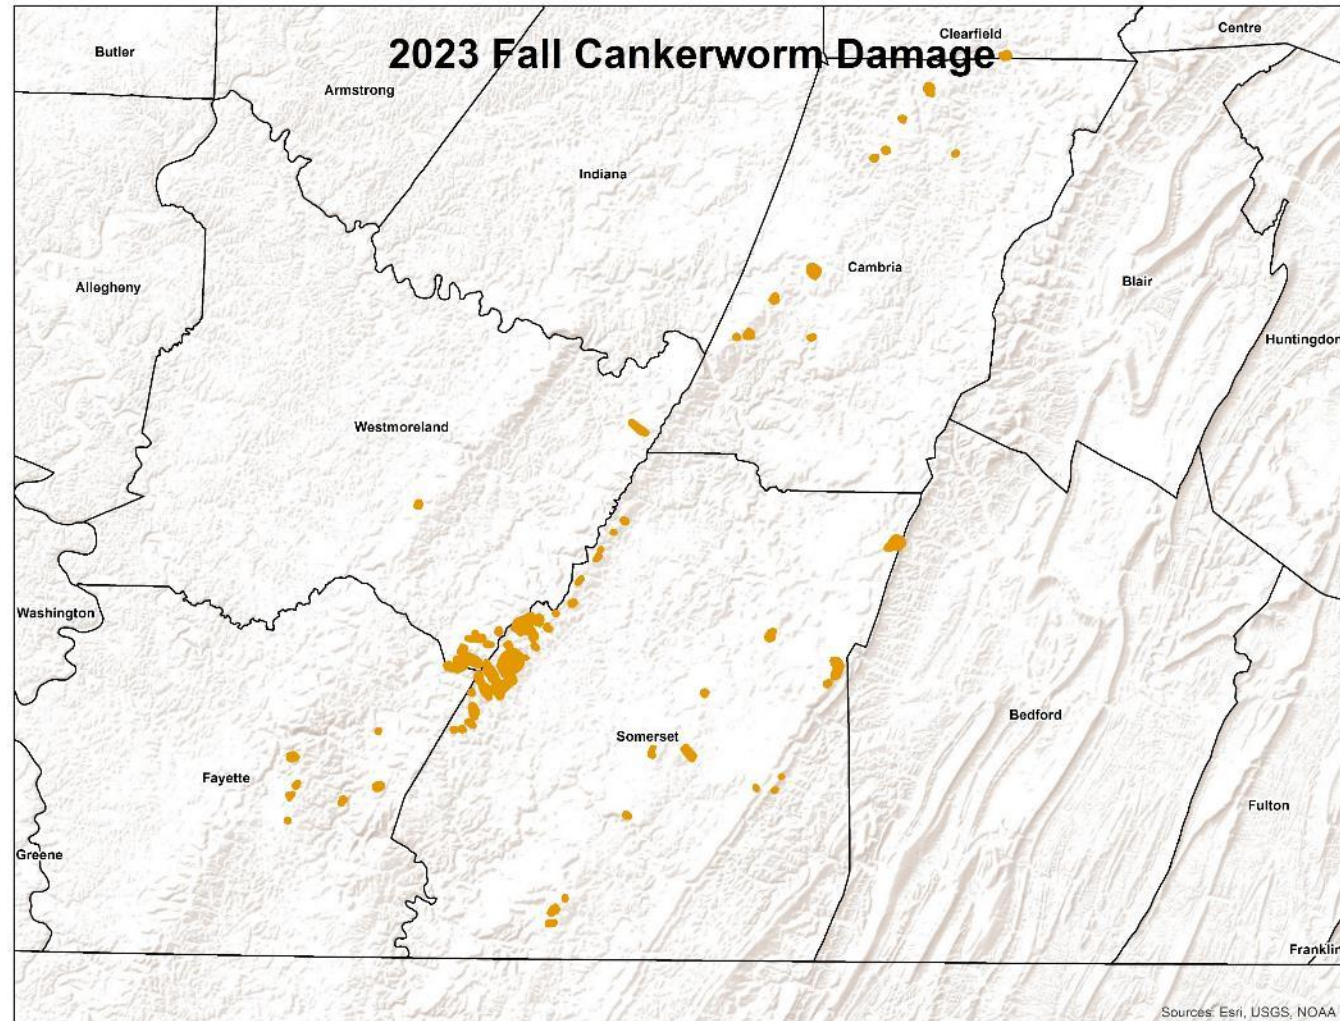 2023 Fall Cankerworm Damage
Butler
Armstrong
Clearfield
Centre
Indiana
Allegheny
Cambria
Blair
Huntingdon
Westmoreland
Washington
Bedford
Somerset
Fayette
Fulton
Greene
Franklin
Sources: Esri, USGS, NOAA